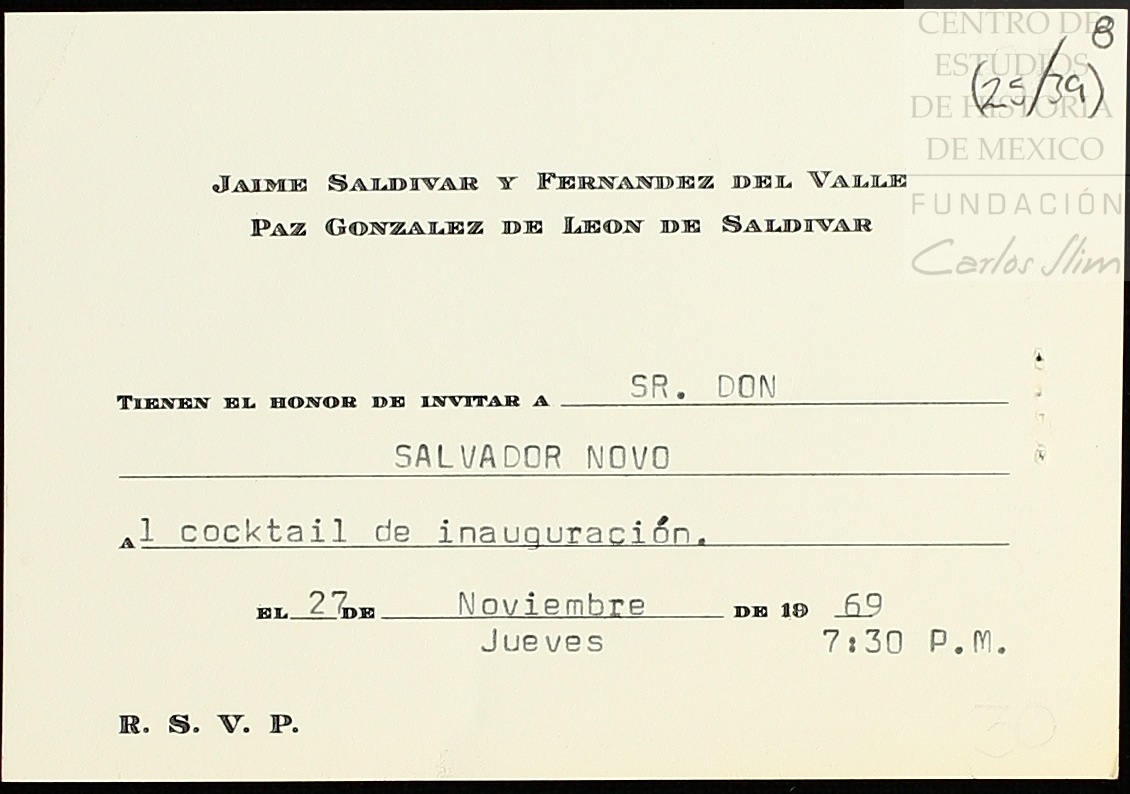 CENTRO DE
ESTUDIOS
DE HISTORIA
DE MEXICO
FUNDACIÓN
Carlos Slim
8
(25/39)
JAIME SALDIVAR Y FERNANDEZ DEL VALLE
PAZ GONZALEZ DE LEON DE SALDIVAR
TIENEN EL HONOR DE INVITAR A SR. DON
SALVADOR NOVO
Al cocktail de inauguración.
EL 27 DE Noviembre DE 19 69
Jueves 7:30 P.M.
R. S. V. P.
30